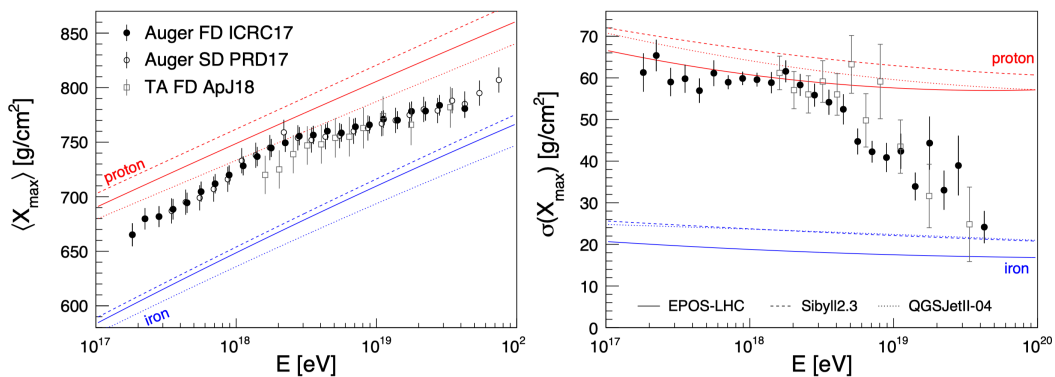 ⟨X_max⟩ [g/cm²]
850
800
750
700
650
600
Auger FD ICRC17
Auger SD PRD17
TA FD ApJ18
proton
iron
10^17
10^18
10^19
10^2
E [eV]
σ(X_max) [g/cm²]
70
60
50
40
30
20
10
0
proton
iron
EPOS-LHC Sibyll2.3 QGSJetII-04
10^17
10^18
10^19
10^20
E [eV]